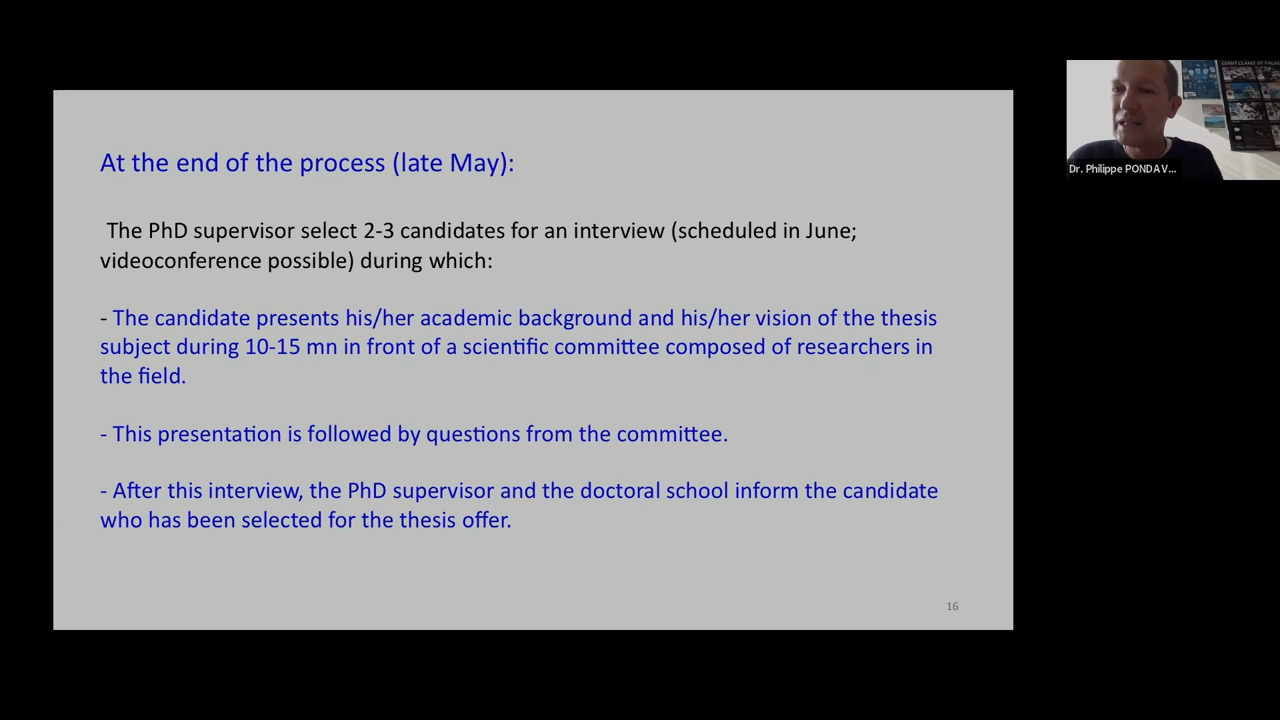 At the end of the process (late May):
The PhD supervisor select 2-3 candidates for an interview (scheduled in June;
videoconference possible) during which:
- The candidate presents his/her academic background and his/her vision of the thesis
subject during 10-15 mn in front of a scientific committee composed of researchers in
the field.
- This presentation is followed by questions from the committee.
- After this interview, the PhD supervisor and the doctoral school inform the candidate
who has been selected for the thesis offer.
16
Dr. Philippe PONDAV...